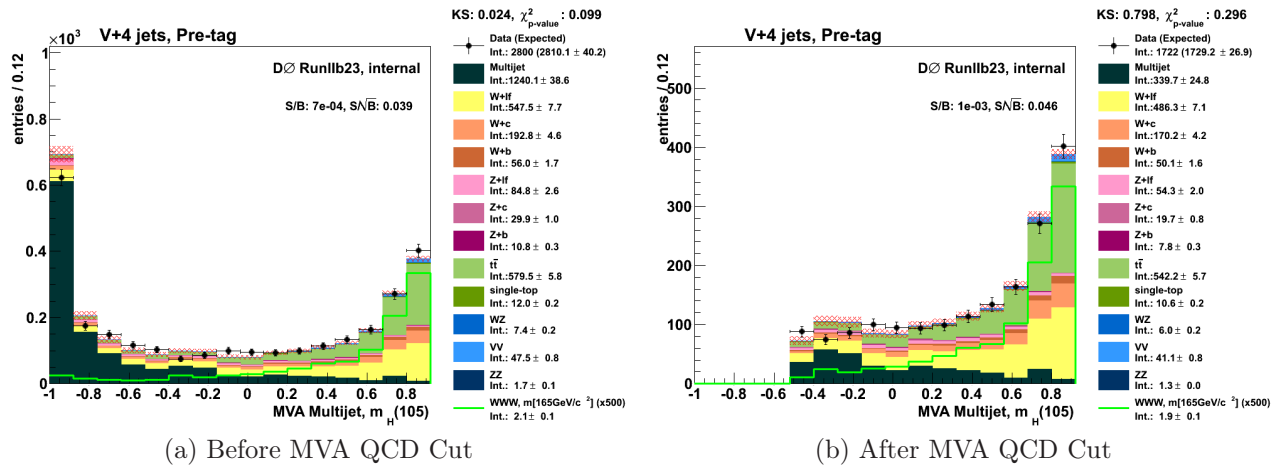 KS: 0.024, χ²p-value : 0.099
V+4 jets, Pre-tag
×10³
DØ RunIIb23, internal
S/B: 7e-04, S/√B: 0.039
entries / 0.12
1
0.8
0.6
0.4
0.2
0
-1 -0.8 -0.6 -0.4 -0.2 0 0.2 0.4 0.6 0.8
MVA Multijet, m_H(105)
Data (Expected)
Int.: 2800 (2810.1 ± 40.2)
Multijet
Int.:1240.1 ± 38.6
W+lf
Int.:547.5 ± 7.7
W+c
Int.:192.8 ± 4.6
W+b
Int.: 56.0 ± 1.7
Z+lf
Int.: 84.8 ± 2.6
Z+c
Int.: 29.9 ± 1.0
Z+b
Int.: 10.8 ± 0.3
tt̄
Int.:579.5 ± 5.8
single-top
Int.: 12.0 ± 0.2
WZ
Int.: 7.4 ± 0.2
VV
Int.: 47.5 ± 0.8
ZZ
Int.: 1.7 ± 0.1
WWW, m[165GeV/c²] (x500)
Int.: 2.1 ± 0.1
(a) Before MVA QCD Cut
KS: 0.798, χ²p-value : 0.296
V+4 jets, Pre-tag
DØ RunIIb23, internal
S/B: 1e-03, S/√B: 0.046
entries / 0.12
500
400
300
200
100
0
-1 -0.8 -0.6 -0.4 -0.2 0 0.2 0.4 0.6 0.8
MVA Multijet, m_H(105)
Data (Expected)
Int.: 1722 (1729.2 ± 26.9)
Multijet
Int.:339.7 ± 24.8
W+lf
Int.:486.3 ± 7.1
W+c
Int.:170.2 ± 4.2
W+b
Int.: 50.1 ± 1.6
Z+lf
Int.: 54.3 ± 2.0
Z+c
Int.: 19.7 ± 0.8
Z+b
Int.: 7.8 ± 0.3
tt̄
Int.:542.2 ± 5.7
single-top
Int.: 10.6 ± 0.2
WZ
Int.: 6.0 ± 0.2
VV
Int.: 41.1 ± 0.8
ZZ
Int.: 1.3 ± 0.0
WWW, m[165GeV/c²] (x500)
Int.: 1.9 ± 0.1
(b) After MVA QCD Cut